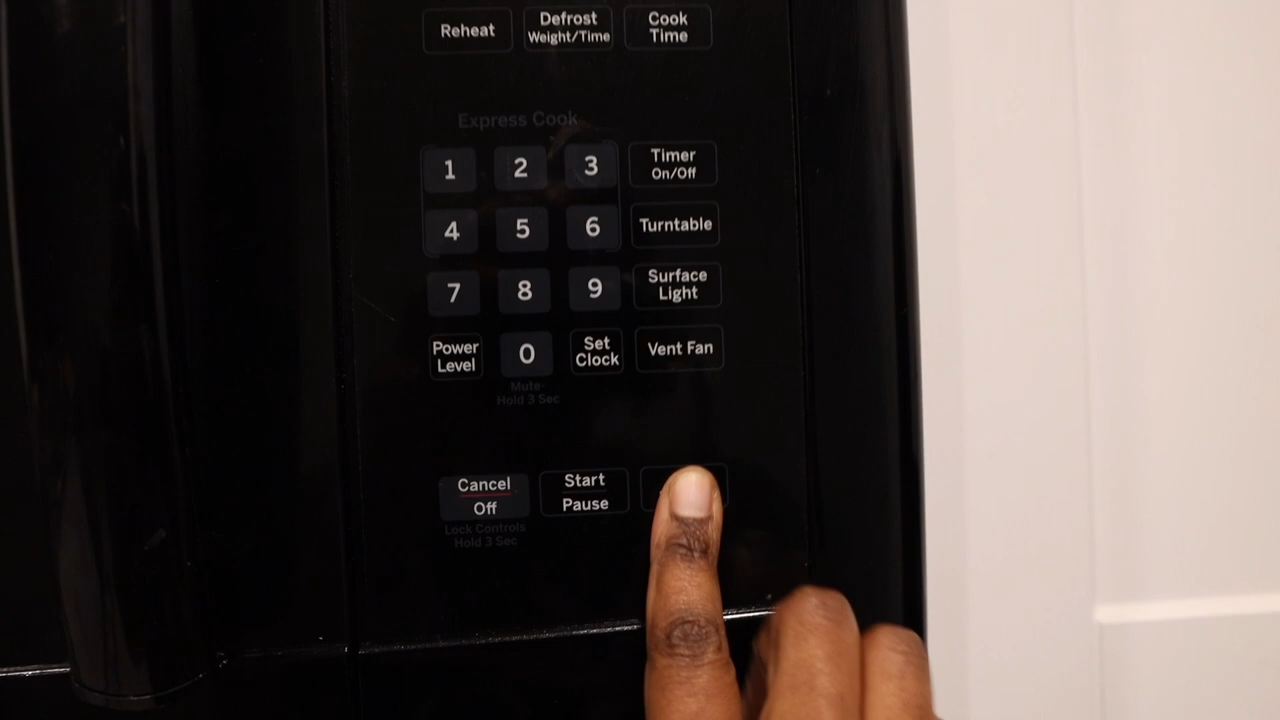 Reheat
Defrost
Weight/Time
Cook
Time
Express Cook
1 2 3
Timer
On/Off
4 5 6
Turntable
7 8 9
Surface
Light
Power
Level
0
Set
Clock
Vent Fan
Mute-
Hold 3 Sec
Cancel
Off
Start
Pause
Lock Controls
Hold 3 Sec